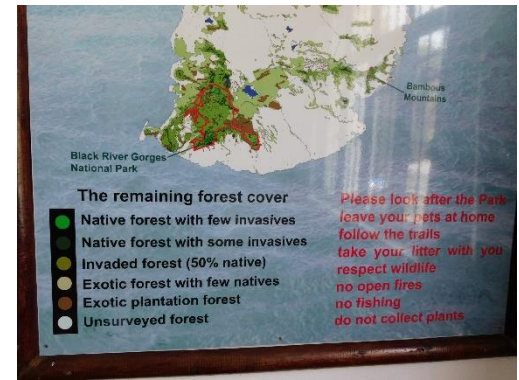 Bambous
Mountains
Black River Gorges
National Park
The remaining forest cover
Native forest with few invasives
Native forest with some invasives
Invaded forest (50% native)
Exotic forest with few natives
Exotic plantation forest
Unsurveyed forest
Please look after the Park
leave your pets at home
follow the trails
take your litter with you
respect wildlife
no open fires
no fishing
do not collect plants